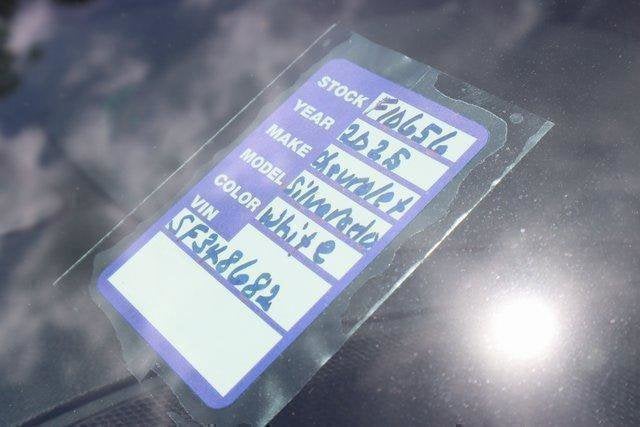 STOCK F10656
YEAR 2025
MAKE Chevrolet
MODEL Silverado
COLOR White
VIN SF348682